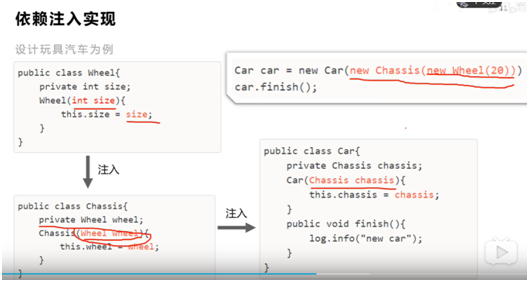 依赖注入实现
设计玩具汽车为例
public class Wheel{
private int size;
Wheel(int size){
this.size = size;
}
}
注入
public class Chassis{
private Wheel wheel;
Chassis(Wheel wheel){
this.wheel = wheel;
}
}
注入
Car car = new Car(new Chassis(new Wheel(20)))
car.finish();
public class Car{
private Chassis chassis;
Car(Chassis chassis){
this.chassis = chassis;
}
public void finish(){
log.info("new car");
}
}